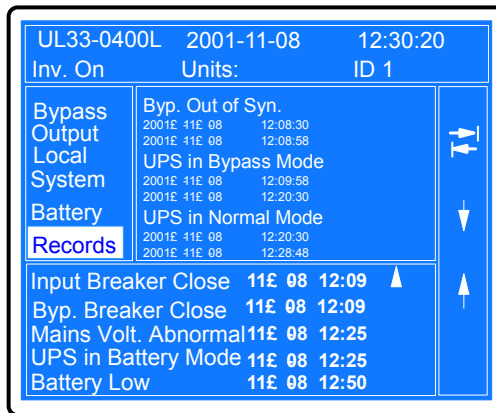 UL33-0400L 2001-11-08 12:30:20
Inv. On Units: ID 1
Bypass
Output
Local
System
Battery
Records
Byp. Out of Syn.
2001£ 11£ 08 12:08:30
2001£ 11£ 08 12:08:58
UPS in Bypass Mode
2001£ 11£ 08 12:09:58
2001£ 11£ 08 12:20:30
UPS in Normal Mode
2001£ 11£ 08 12:20:30
2001£ 11£ 08 12:28:48
Input Breaker Close 11£ 08 12:09
Byp. Breaker Close 11£ 08 12:09
Mains Volt. Abnormal 11£ 08 12:25
UPS in Battery Mode 11£ 08 12:25
Battery Low 11£ 08 12:50